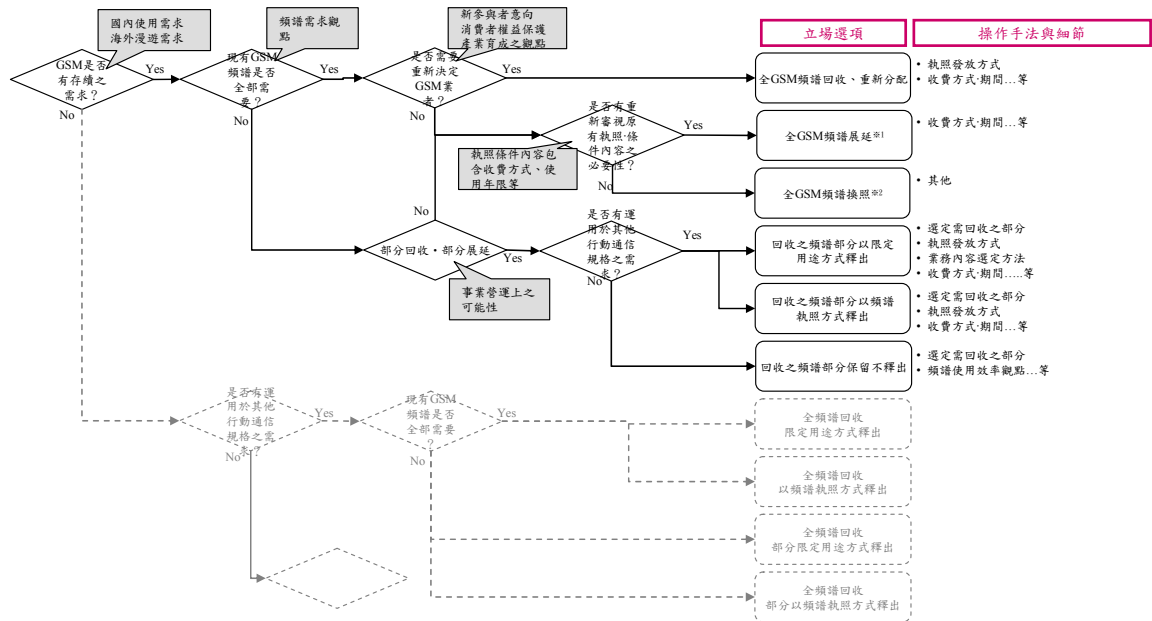 國內使用需求
海外漫遊需求
頻譜需求觀點
新參與者意向
消費者權益保護
產業育成之觀點
立場選項
操作手法與細節
GSM是否
有存續之
需求？
Yes
No
現有GSM
頻譜是否
全部需
要？
Yes
No
是否需要
重新決定
GSM業
者？
Yes
No
全GSM頻譜回收、重新分配
• 執照發放方式
• 收費方式·期間…等
是否有重
新審視原
有執照·條
件內容之
必要性？
Yes
No
執照條件內容包
含收費方式、使
用年限等
全GSM頻譜展延※1
• 收費方式·期間…等
全GSM頻譜換照※2
• 其他
No
部分回收·部分展延
Yes
事業營運上之
可能性
是否有運
用於其他
行動通信
規格之需
求？
Yes
No
回收之頻譜部分以限定
用途方式釋出
• 選定需回收之部分
• 執照發放方式
• 業務內容選定方法
• 收費方式·期間…..等
回收之頻譜部分以頻譜
執照方式釋出
• 選定需回收之部分
• 執照發放方式
• 收費方式·期間…等
回收之頻譜部分保留不釋出
• 選定需回收之部分
• 頻譜使用效率觀點…等
是否有運
用於其他
行動通信
規格之需
求？
Yes
No
現有GSM
頻譜是否
全部需要
？
Yes
No
全頻譜回收
限定用途方式釋出
全頻譜回收
以頻譜執照方式釋出
全頻譜回收
部分限定用途方式釋出
全頻譜回收
部分以頻譜執照方式釋出